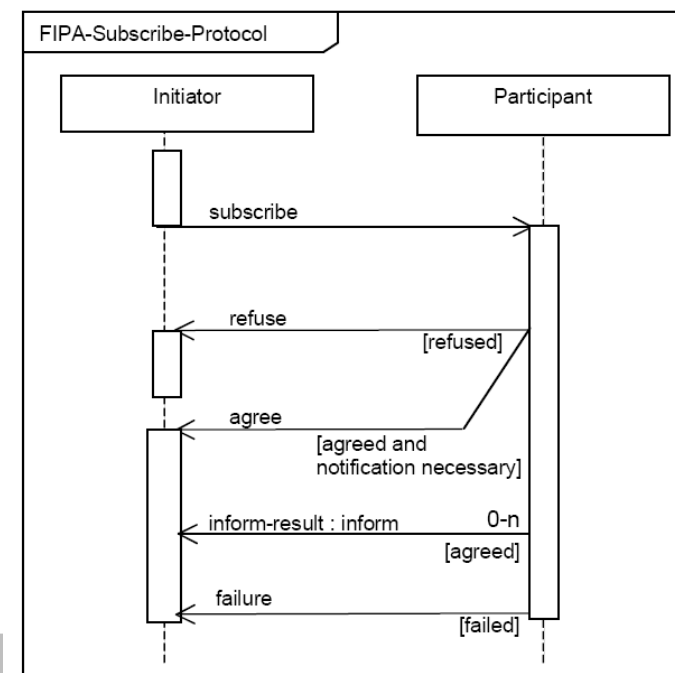 FIPA-Subscribe-Protocol
Initiator
Participant
subscribe
refuse
[refused]
agree
[agreed and
notification necessary]
inform-result : inform
0-n
[agreed]
failure
[failed]